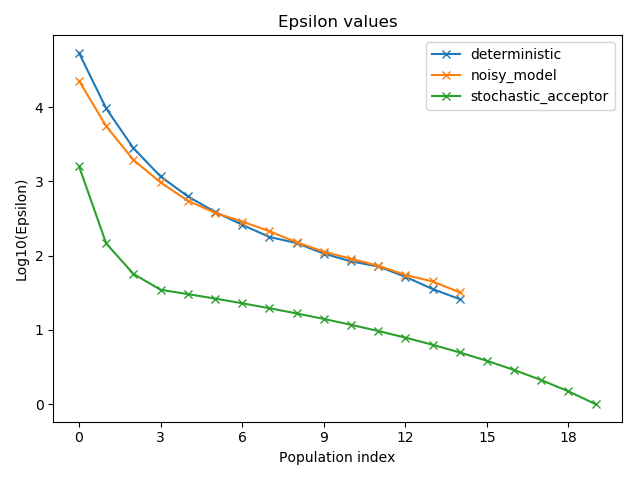 Epsilon values
deterministic
noisy_model
stochastic_acceptor
Log10(Epsilon)
4
3
2
1
0
0 3 6 9 12 15 18
Population index